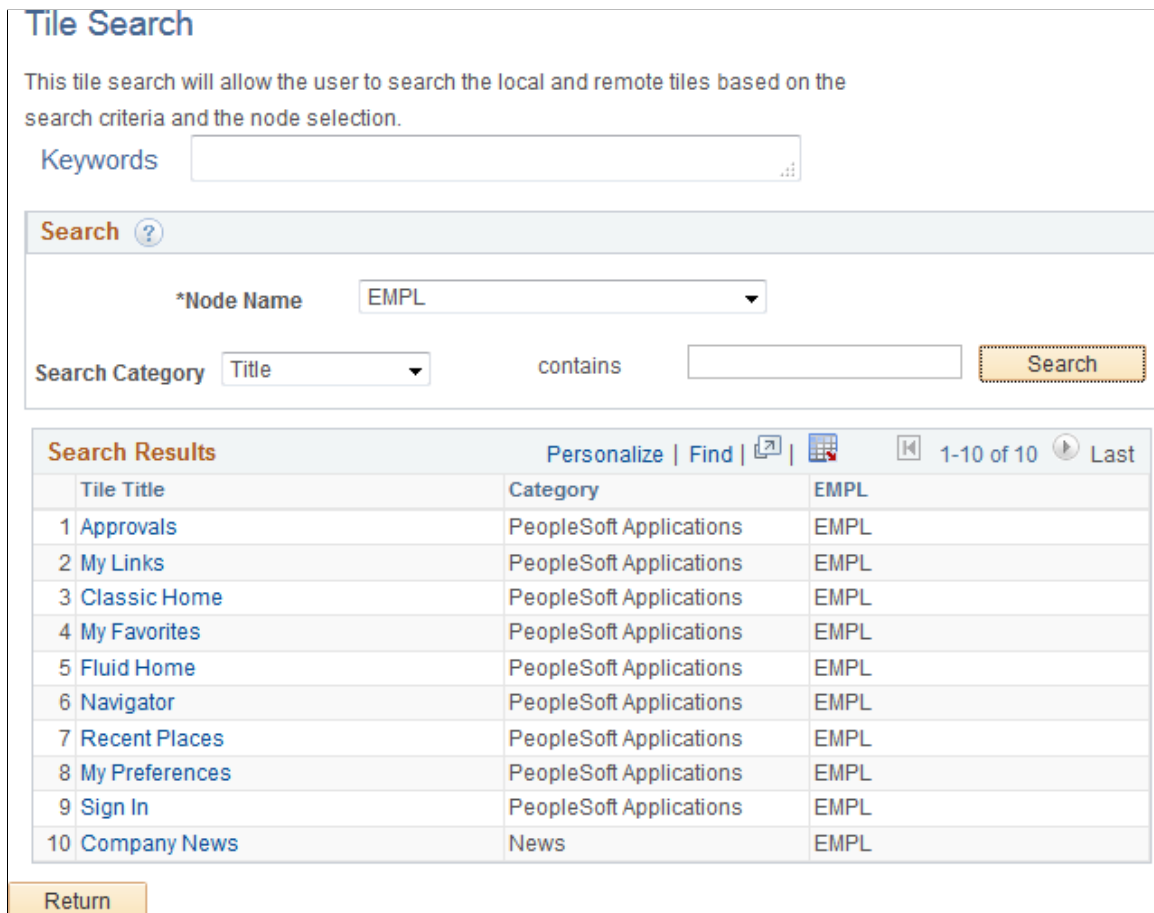 Tile Search
This tile search will allow the user to search the local and remote tiles based on the
search criteria and the node selection.
Keywords
Search ?
*Node Name EMPL
Search Category Title contains Search
Search Results Personalize | Find | | 1-10 of 10 Last
Tile Title Category EMPL
1 Approvals PeopleSoft Applications EMPL
2 My Links PeopleSoft Applications EMPL
3 Classic Home PeopleSoft Applications EMPL
4 My Favorites PeopleSoft Applications EMPL
5 Fluid Home PeopleSoft Applications EMPL
6 Navigator PeopleSoft Applications EMPL
7 Recent Places PeopleSoft Applications EMPL
8 My Preferences PeopleSoft Applications EMPL
9 Sign In PeopleSoft Applications EMPL
10 Company News News EMPL
Return